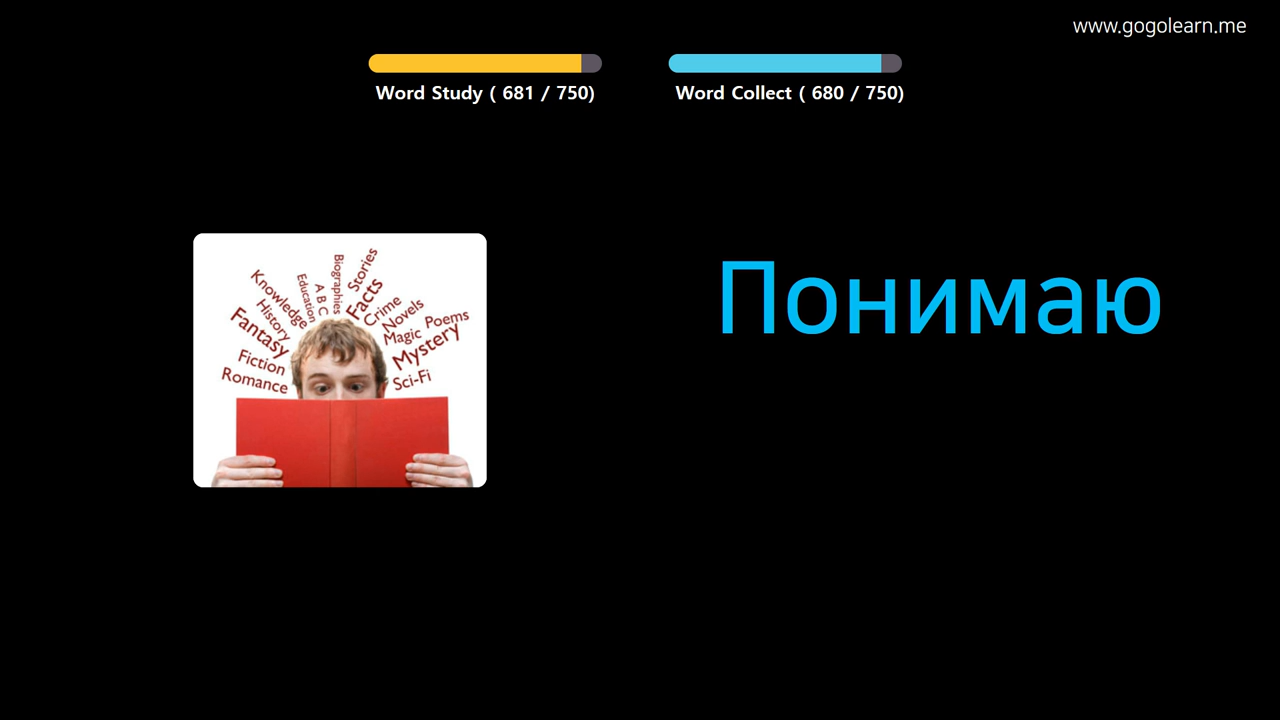 www.gogolearn.me
Word Study ( 681 / 750)
Word Collect ( 680 / 750)
Понимаю
Knowledge
History
Fantasy
Fiction
Romance
Education
A B C
Biographies
Stories
Facts
Crime
Novels
Magic
Poems
Mystery
Sci-Fi